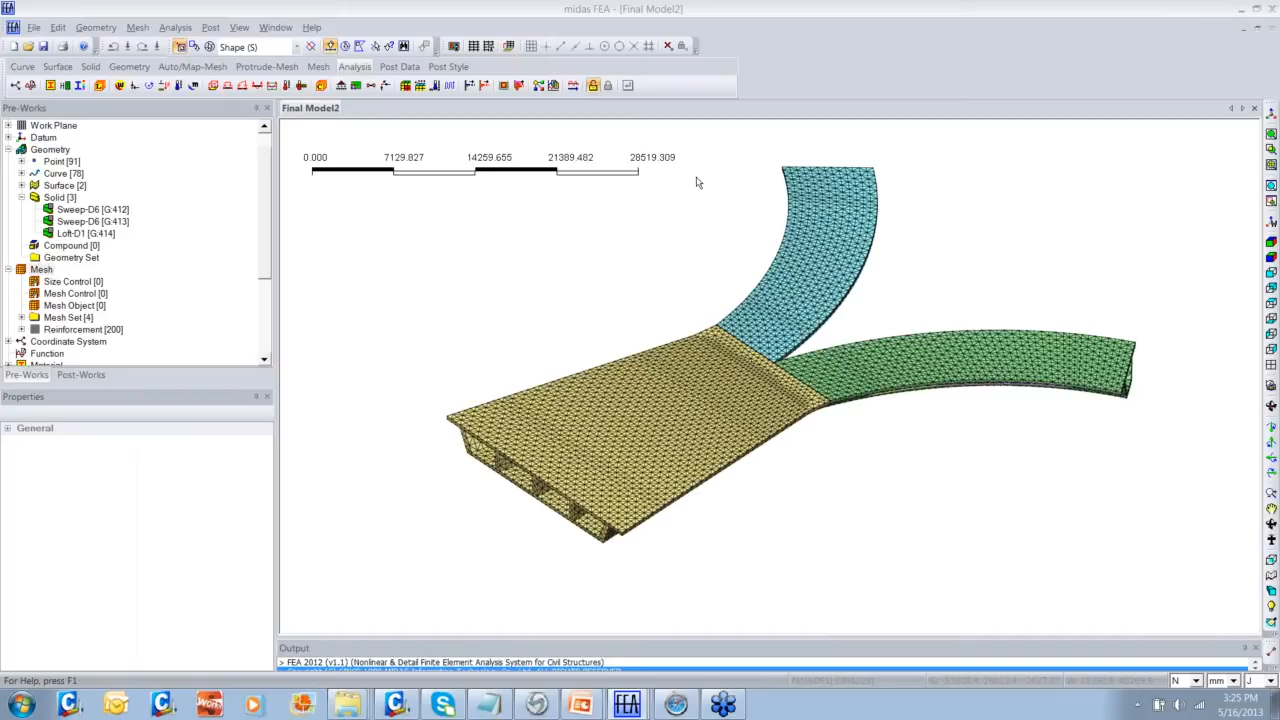 midas FEA - [Final Model2]
File Edit Geometry Mesh Analysis Post View Window Help
Shape (S)
Curve Surface Solid Geometry Auto/Map-Mesh Protrude-Mesh Mesh Analysis Post Data Post Style
Pre-Works
Final Model2
Work Plane
Datum
Geometry
Point [91]
Curve [78]
Surface [2]
Solid [3]
Sweep-D6 [G:412]
Sweep-D6 [G:413]
Loft-D1 [G:414]
Compound [0]
Geometry Set
Mesh
Size Control [0]
Mesh Control [0]
Mesh Object [0]
Mesh Set [4]
Reinforcement [200]
Coordinate System
Function
Material
Pre-Works Post-Works
Properties
General
0.000 7129.827 14259.655 21389.482 28519.309
Output
> FEA 2012 (v1.1) (Nonlinear & Detail Finite Element Analysis System for Civil Structures)
For Help, press F1
N mm J
3:25 PM
5/16/2013